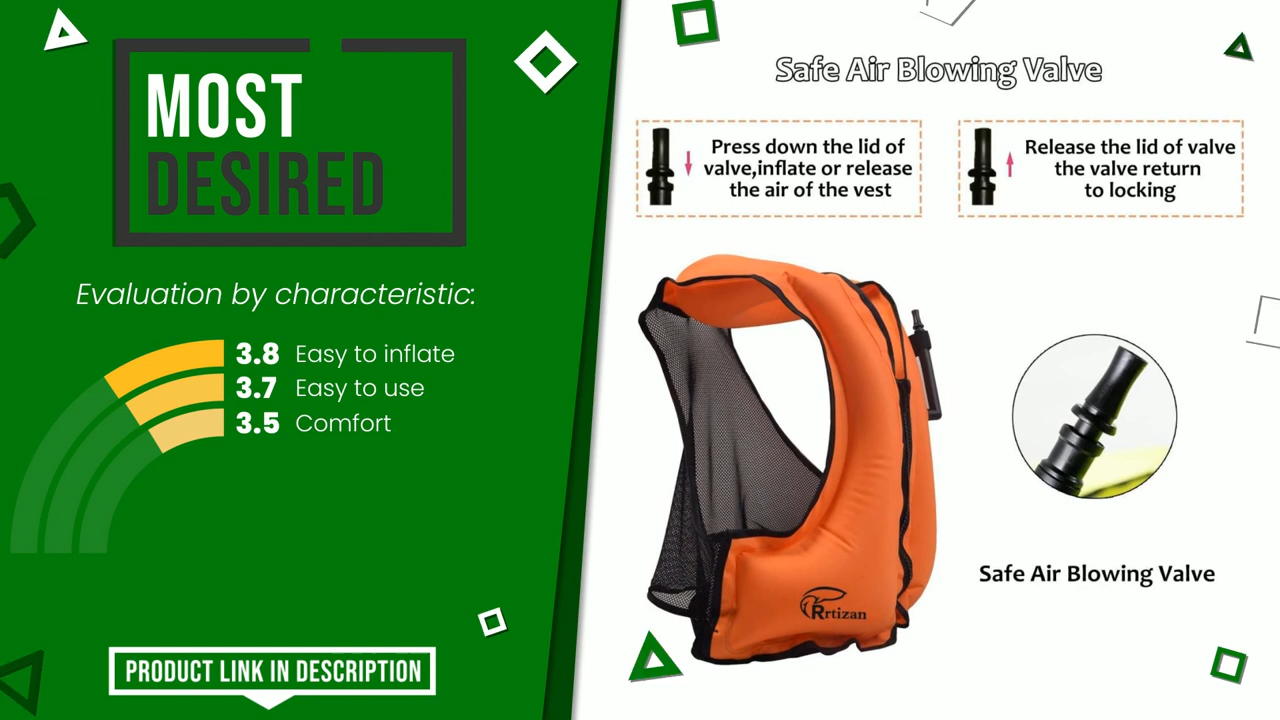 MOST
DESIRED
Evaluation by characteristic:
3.8 Easy to inflate
3.7 Easy to use
3.5 Comfort
PRODUCT LINK IN DESCRIPTION
Safe Air Blowing Valve
Press down the lid of
valve,inflate or release
the air of the vest
Release the lid of valve
the valve return
to locking
Rrtizan
Safe Air Blowing Valve